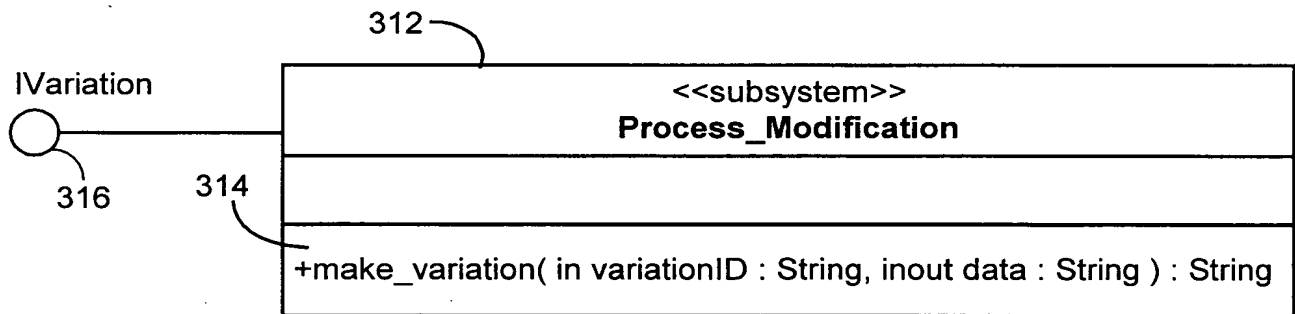 312
IVariation
<<subsystem>>
Process_Modification
316
314
+make_variation( in variationID : String, inout data : String ) : String